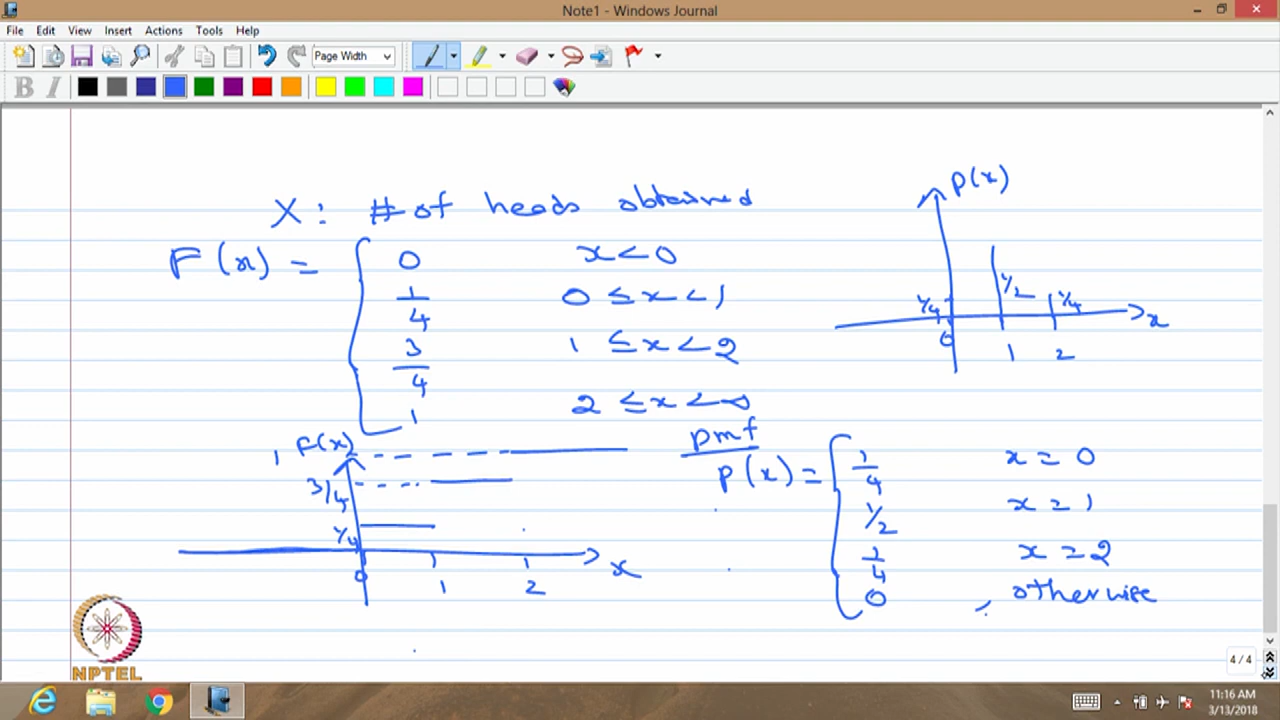 Note1 - Windows Journal
File Edit View Insert Actions Tools Help
Page Width
B I
X: # of heads obtained
F(x) = { 0 x < 0
1/4 0 ≤ x < 1
3/4 1 ≤ x < 2
1 2 ≤ x < ∞
p(x)
1/4 1/2 1/4
0 1 2 x
F(x)
1
3/4
1/4
0 1 2 x
pmf
p(x) = { 1/4 x = 0
1/2 x = 1
1/4 x = 2
0 , otherwise
NPTEL
4 / 4
11:16 AM
3/13/2018